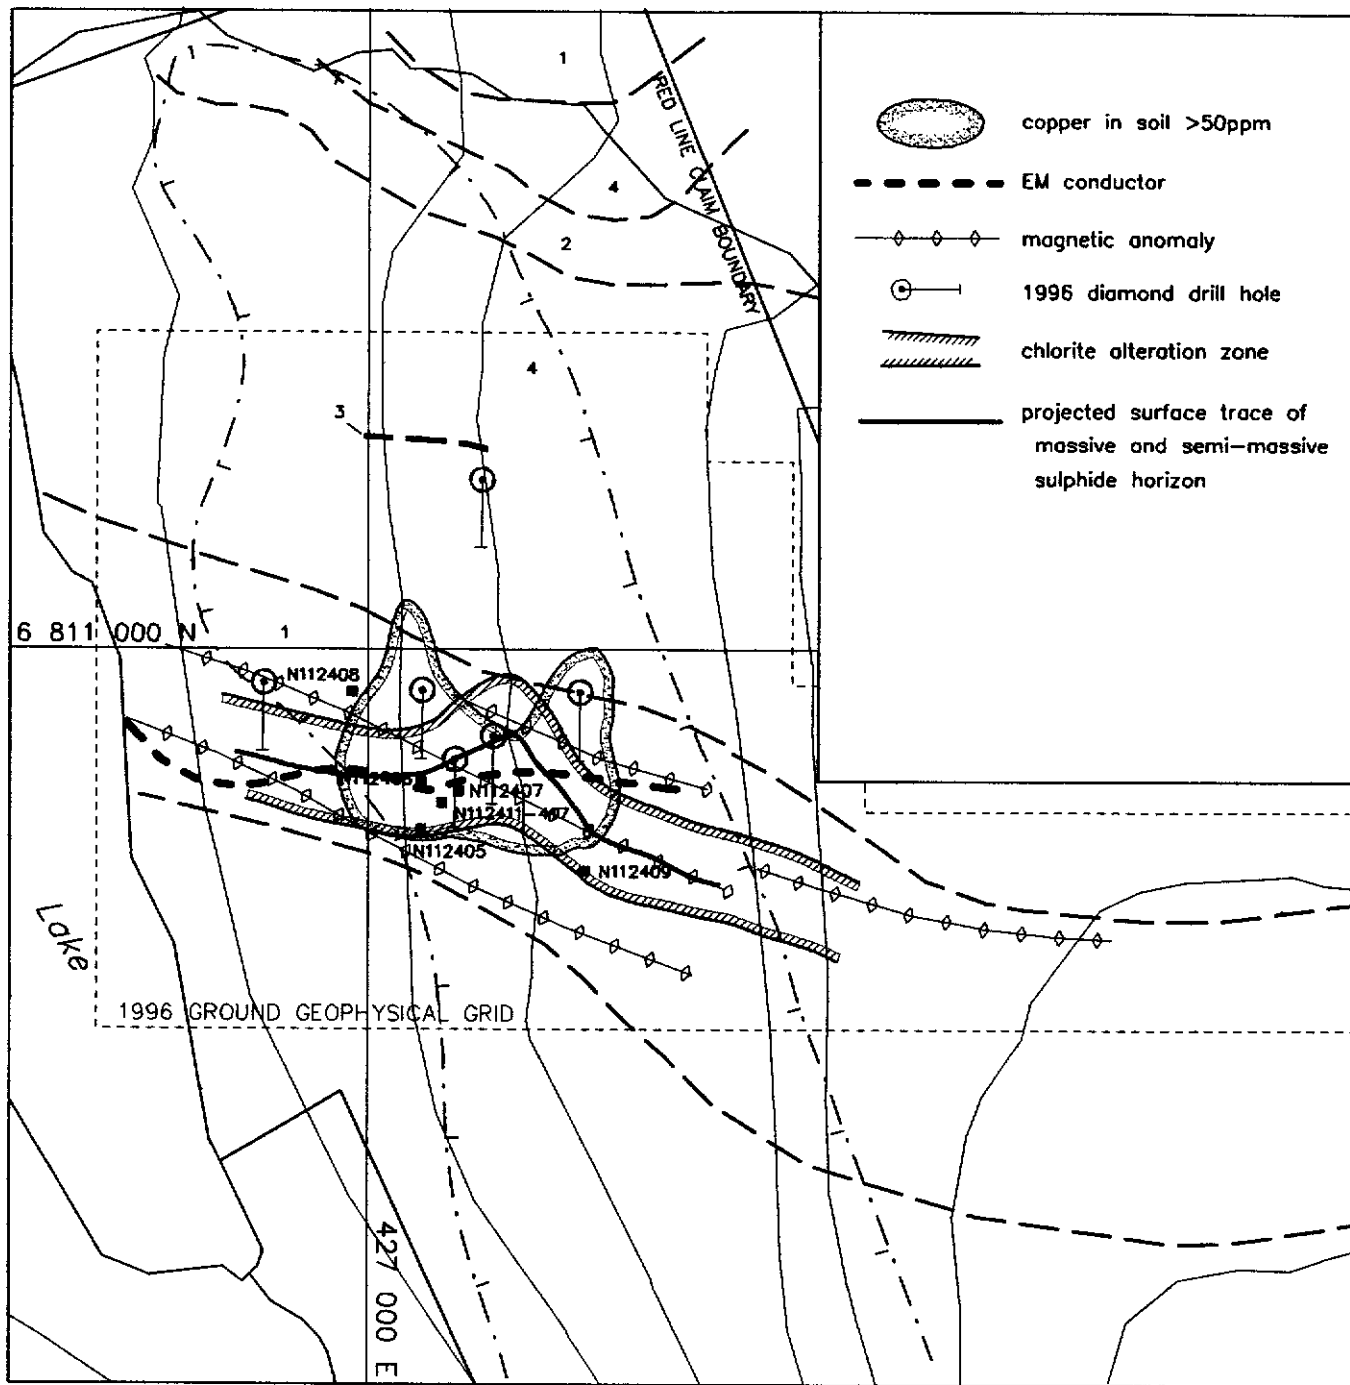 1
1
RED LINE CLAIM BOUNDARY
4
2
4
3
copper in soil >50ppm
EM conductor
magnetic anomaly
1996 diamond drill hole
chlorite alteration zone
projected surface trace of
massive and semi-massive
sulphide horizon
6 811 000 N
1
N112408
N112407
N112411-
N112405
N112409
Lake
1996 GROUND GEOPHYSICAL GRID
427 000 E